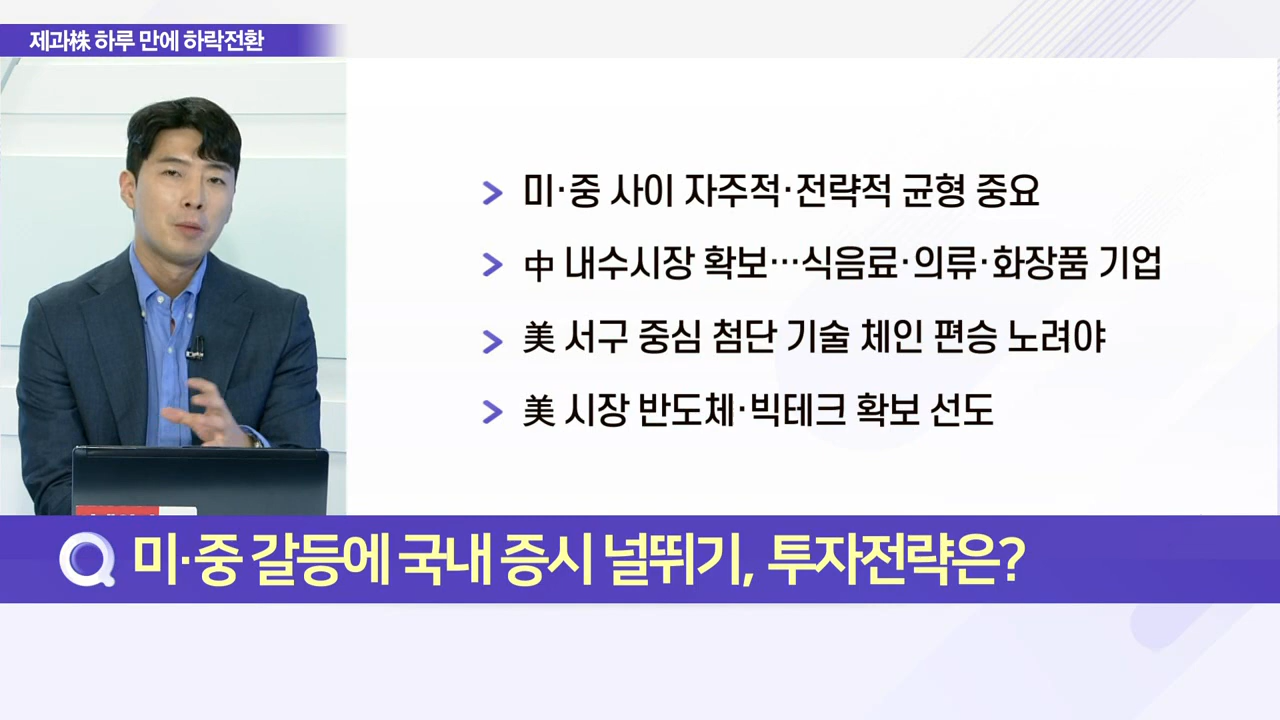 제과株 하루 만에 하락전환
> 미·중 사이 자주적·전략적 균형 중요
> 中 내수시장 확보…식음료·의류·화장품 기업
> 美 서구 중심 첨단 기술 체인 편승 노려야
> 美 시장 반도체·빅테크 확보 선도
Q 미·중 갈등에 국내 증시 널뛰기, 투자전략은?